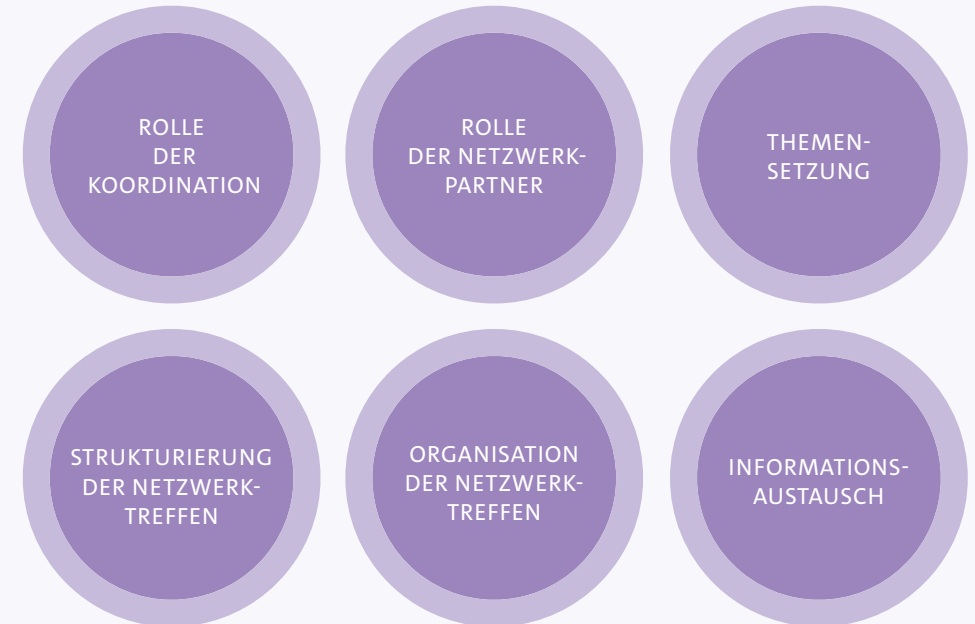 ROLLE
DER
KOORDINATION
ROLLE
DER NETZWERK-
PARTNER
THEMEN-
SETZUNG
STRUKTURIERUNG
DER NETZWERK-
TREFFEN
ORGANISATION
DER NETZWERK-
TREFFEN
INFORMATIONS-
AUSTAUSCH